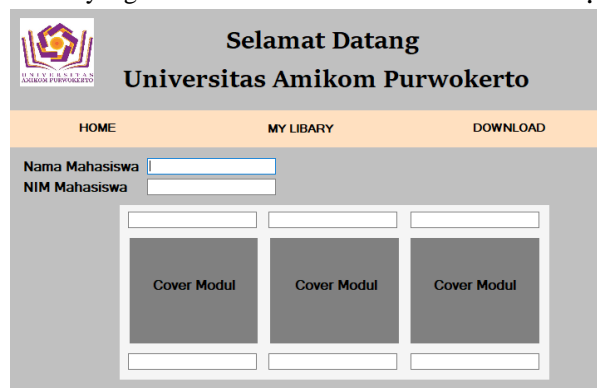 UNIVERSITAS
AMIKOM PURWOKERTO
Selamat Datang
Universitas Amikom Purwokerto
HOME MY LIBARY DOWNLOAD
Nama Mahasiswa
NIM Mahasiswa
Cover Modul Cover Modul Cover Modul